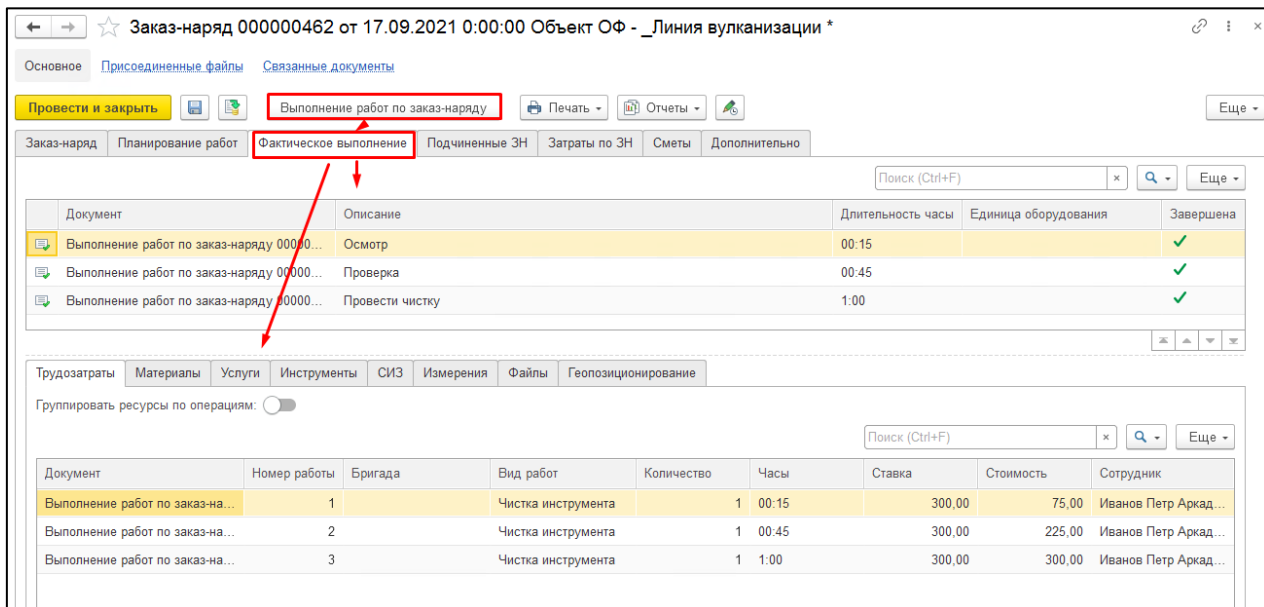 Заказ-наряд 000000462 от 17.09.2021 0:00:00 Объект ОФ - _Линия вулканизации *
Основное Присоединенные файлы Связанные документы
Провести и закрыть Выполнение работ по заказ-наряду Печать Отчеты Еще
Заказ-наряд Планирование работ Фактическое выполнение Подчиненные ЗН Затраты по ЗН Сметы Дополнительно
Поиск (Ctrl+F) × Еще
Документ Описание Длительность часы Единица оборудования Завершена
Выполнение работ по заказ-наряду 00000... Осмотр 00:15
Выполнение работ по заказ-наряду 00000... Проверка 00:45
Выполнение работ по заказ-наряду 00000... Провести чистку 1:00
Трудозатраты Материалы Услуги Инструменты СИЗ Измерения Файлы Геопозиционирование
Группировать ресурсы по операциям:
Поиск (Ctrl+F) × Еще
Документ Номер работы Бригада Вид работ Количество Часы Ставка Стоимость Сотрудник
Выполнение работ по заказ-на... 1 Чистка инструмента 1 00:15 300,00 75,00 Иванов Петр Аркад...
Выполнение работ по заказ-на... 2 Чистка инструмента 1 00:45 300,00 225,00 Иванов Петр Аркад...
Выполнение работ по заказ-на... 3 Чистка инструмента 1 1:00 300,00 300,00 Иванов Петр Аркад...